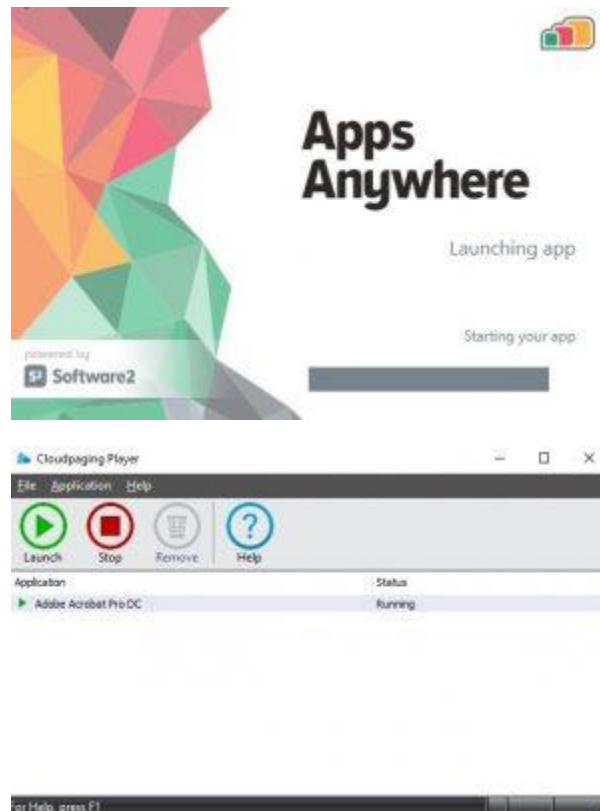 Apps
Anywhere
Launching app
Starting your app
powered by
Software2
Cloudpaging Player
File Application Help
Launch Stop Remove Help
Application Status
Adobe Acrobat Pro DC Running
For Help, press F1